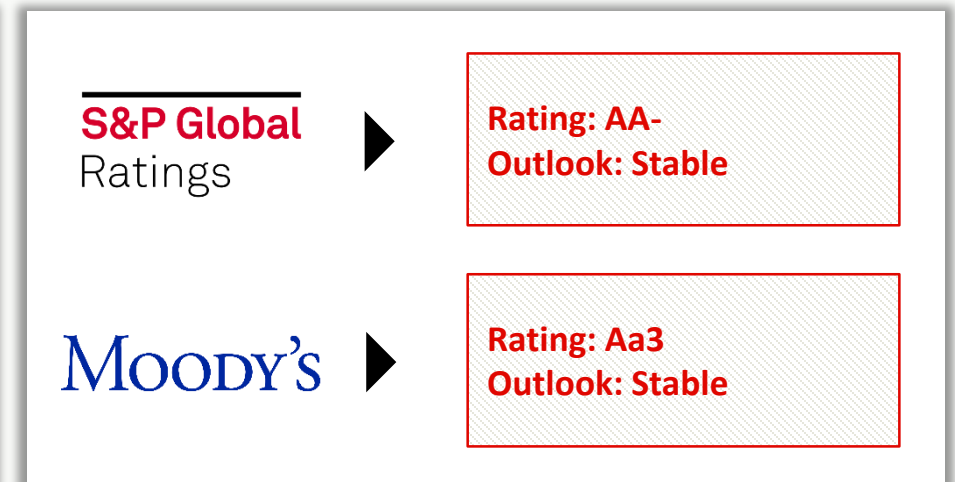 S&P Global
Ratings
Rating: AA-
Outlook: Stable
MOODY'S
Rating: Aa3
Outlook: Stable